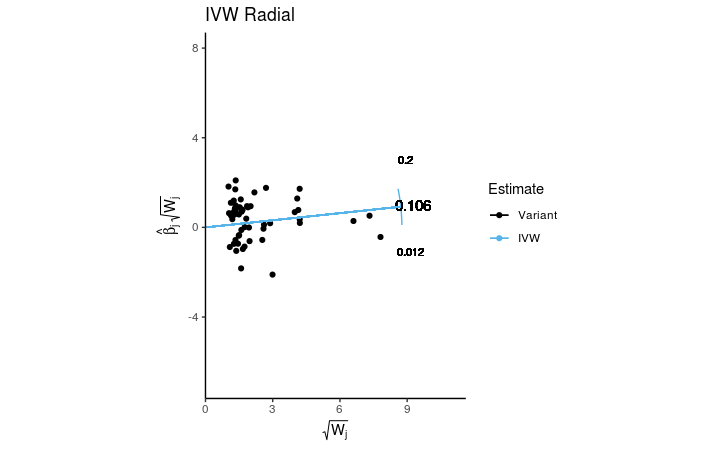 IVW Radial
8
4
0
-4
β̂j√Wj
0.2
0.106
0.012
0
3
6
9
√Wj
Estimate
Variant
IVW